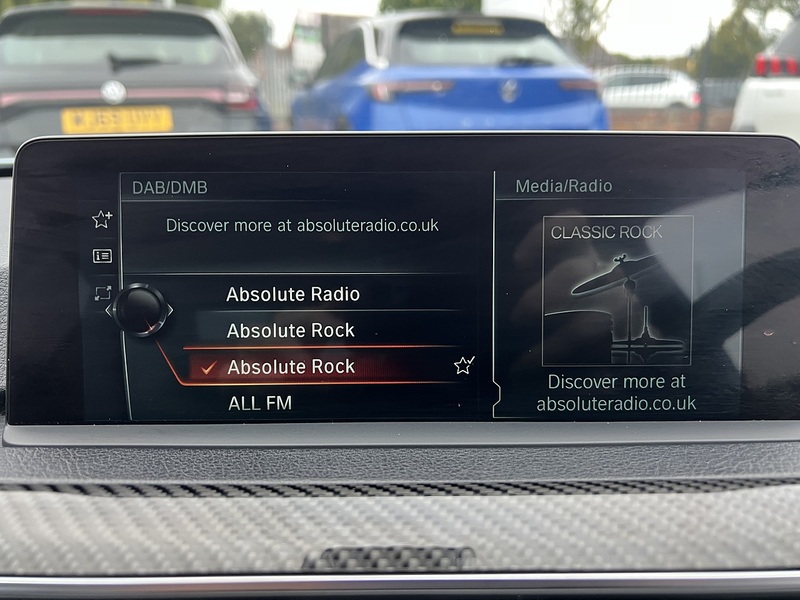 DAB/DMB
Discover more at absoluteradio.co.uk
Absolute Radio
Absolute Rock
Absolute Rock
ALL FM
Media/Radio
CLASSIC ROCK
Discover more at
absoluteradio.co.uk